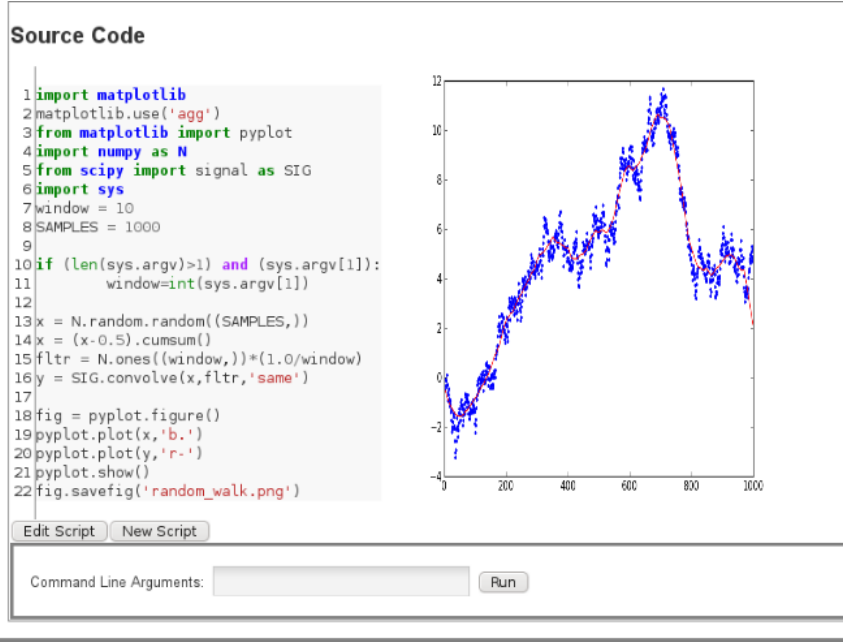 Source Code
1 import matplotlib
2 matplotlib.use('agg')
3 from matplotlib import pyplot
4 import numpy as N
5 from scipy import signal as SIG
6 import sys
7 window = 10
8 SAMPLES = 1000
9
10 if (len(sys.argv)>1) and (sys.argv[1]):
11         window=int(sys.argv[1])
12
13 x = N.random.random((SAMPLES,))
14 x = (x-0.5).cumsum()
15 fltr = N.ones((window,))*(1.0/window)
16 y = SIG.convolve(x,fltr,'same')
17
18 fig = pyplot.figure()
19 pyplot.plot(x,'b.')
20 pyplot.plot(y,'r-')
21 pyplot.show()
22 fig.savefig('random_walk.png')
12
10
8
6
4
2
0
−2
−4
0 200 400 600 800 1000
Edit Script New Script
Command Line Arguments: Run